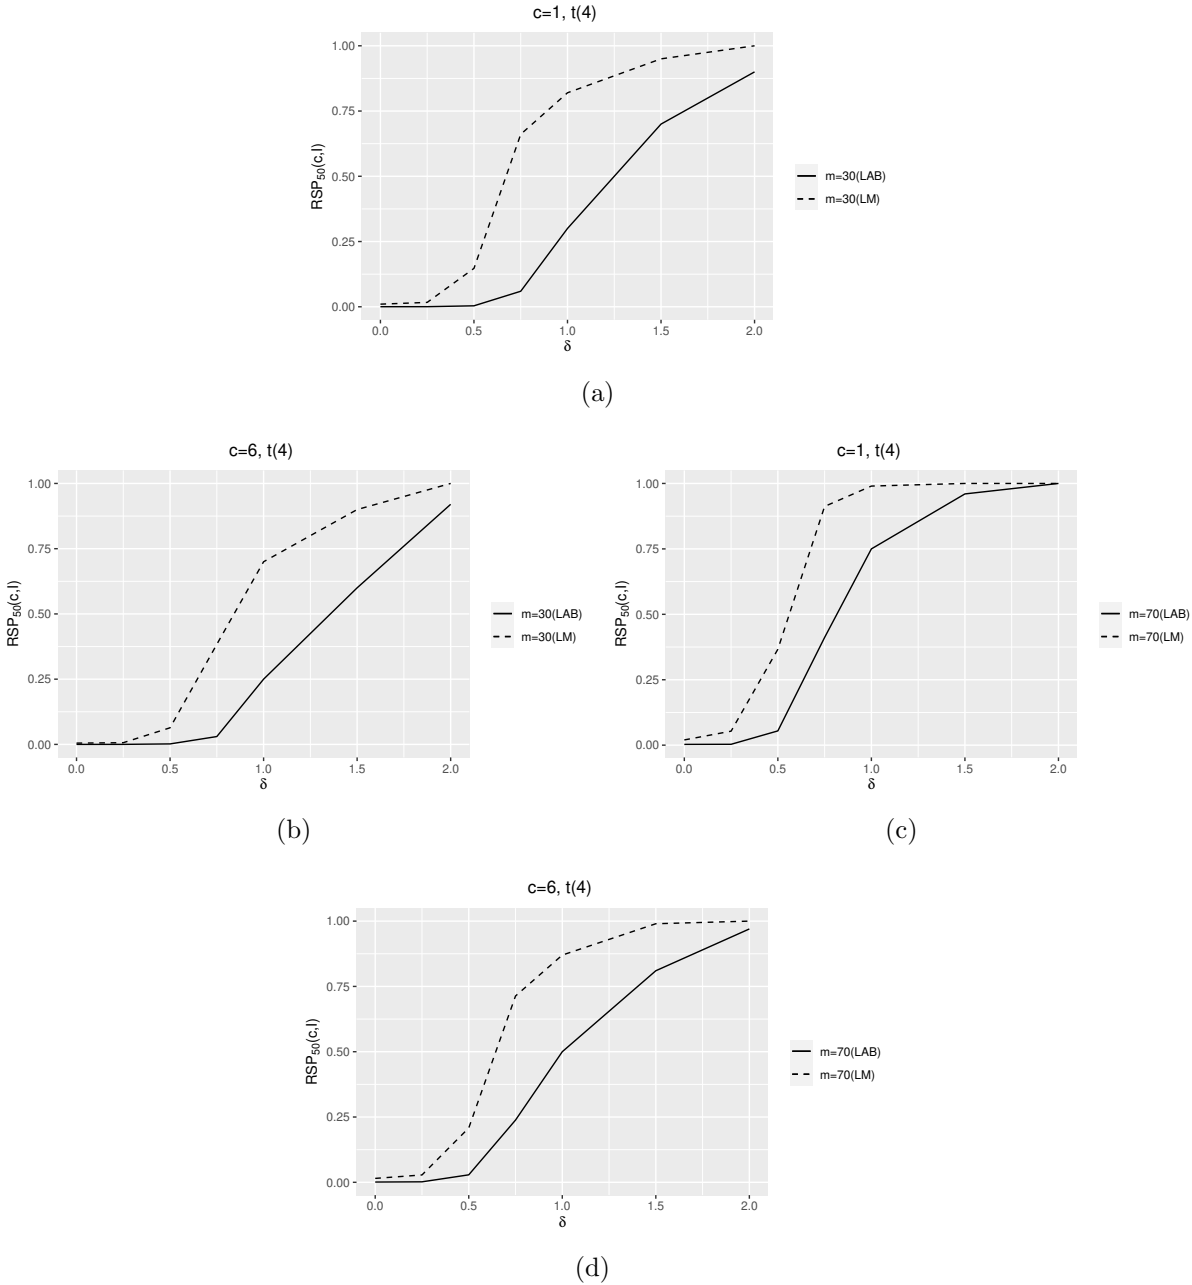 c=1, t(4)
1.00
0.75
0.50
0.25
0.00
RSP50(c,I)
0.0 0.5 1.0 1.5 2.0
δ
m=30(LAB)
m=30(LM)
(a)
c=6, t(4)
1.00
0.75
0.50
0.25
0.00
RSP50(c,I)
0.0 0.5 1.0 1.5 2.0
δ
m=30(LAB)
m=30(LM)
(b)
c=1, t(4)
1.00
0.75
0.50
0.25
0.00
RSP50(c,I)
0.0 0.5 1.0 1.5 2.0
δ
m=70(LAB)
m=70(LM)
(c)
c=6, t(4)
1.00
0.75
0.50
0.25
0.00
RSP50(c,I)
0.0 0.5 1.0 1.5 2.0
δ
m=70(LAB)
m=70(LM)
(d)